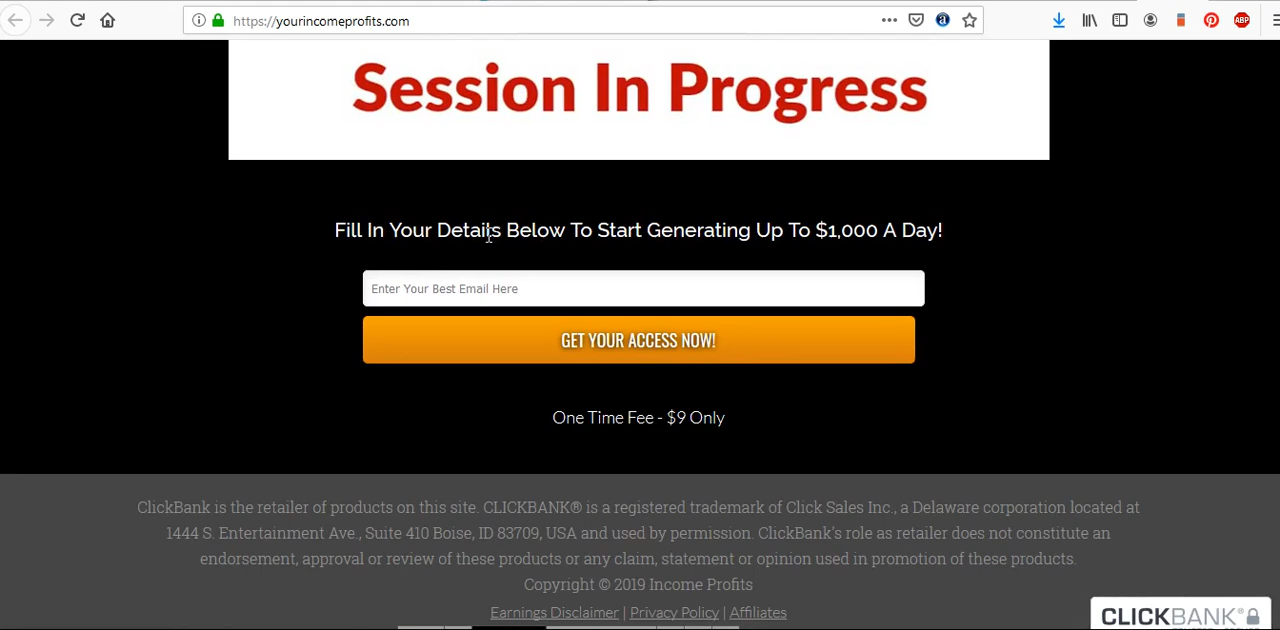 https://yourincomeprofits.com
ABP
Session In Progress
Fill In Your Details Below To Start Generating Up To $1,000 A Day!
Enter Your Best Email Here
GET YOUR ACCESS NOW!
One Time Fee - $9 Only
ClickBank is the retailer of products on this site. CLICKBANK® is a registered trademark of Click Sales Inc., a Delaware corporation located at
1444 S. Entertainment Ave., Suite 410 Boise, ID 83709, USA and used by permission. ClickBank's role as retailer does not constitute an
endorsement, approval or review of these products or any claim, statement or opinion used in promotion of these products.
Copyright © 2019 Income Profits
Earnings Disclaimer | Privacy Policy | Affiliates
CLICKBANK®